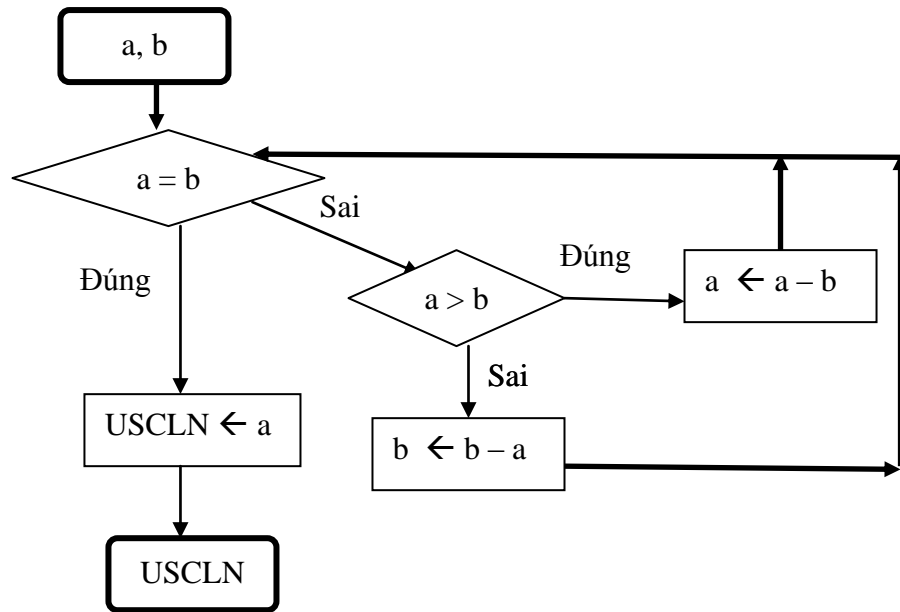 a, b
a = b
Sai
Đúng
a > b
Đúng
a ← a – b
Sai
USCLN ← a
b ← b – a
USCLN